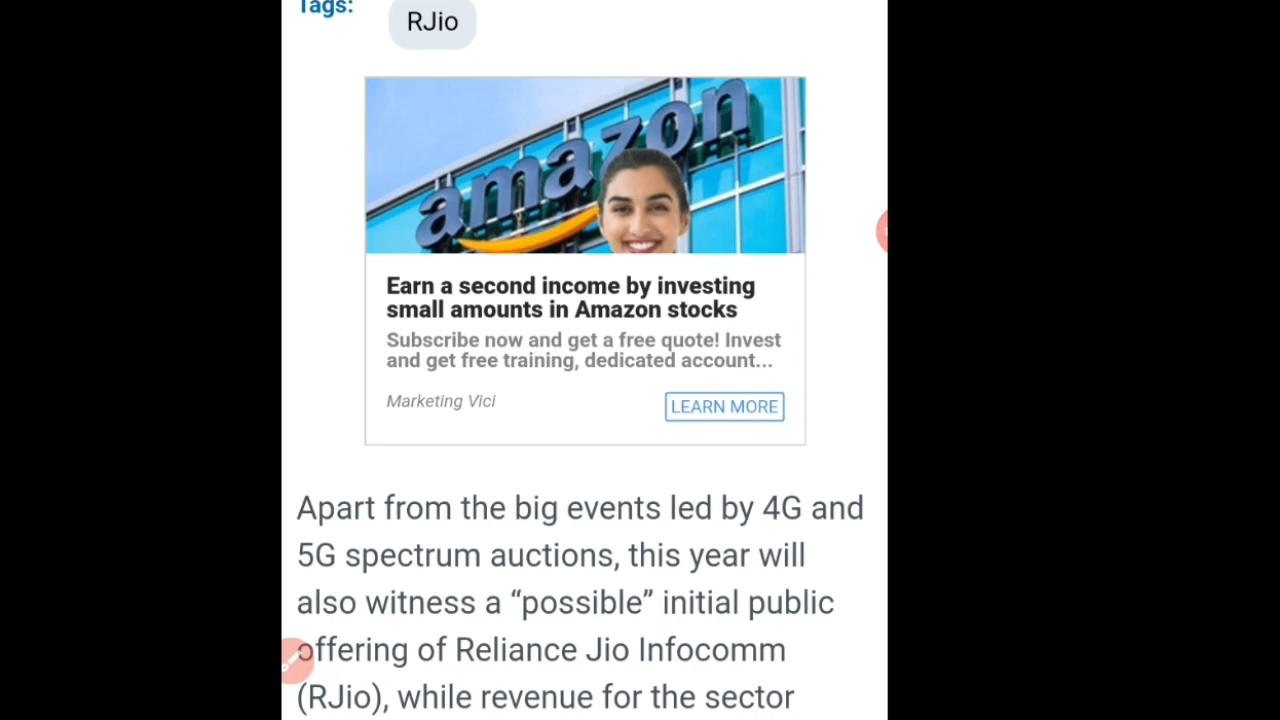 Tags:
RJio
amazon
Earn a second income by investing
small amounts in Amazon stocks
Subscribe now and get a free quote! Invest
and get free training, dedicated account...
Marketing Vici
LEARN MORE
Apart from the big events led by 4G and
5G spectrum auctions, this year will
also witness a “possible” initial public
offering of Reliance Jio Infocomm
(RJio), while revenue for the sector